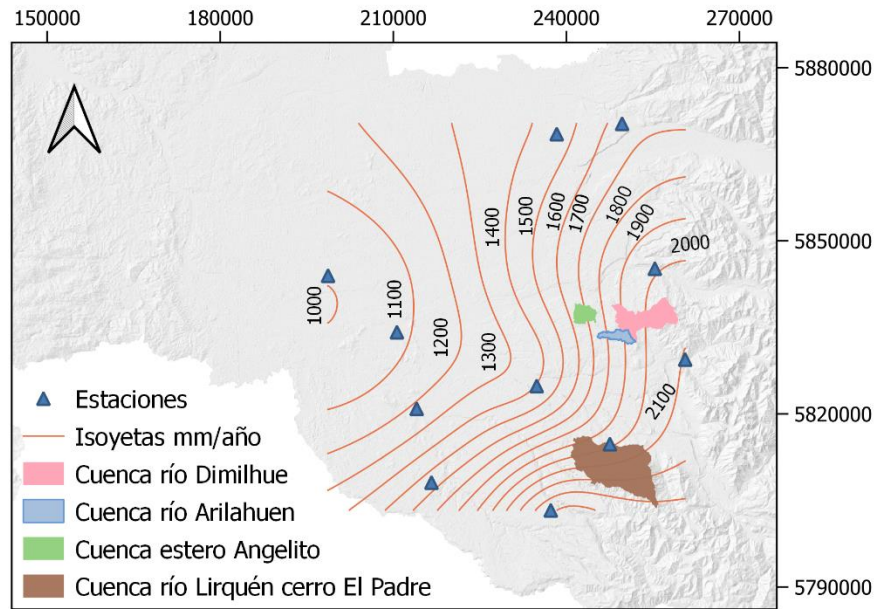 150000 180000 210000 240000 270000
5880000
5850000
5820000
5790000
1000
1100
1200
1300
1400
1500
1600
1700
1800
1900
2000
2100
Estaciones
Isoyetas mm/año
Cuenca río Dimilhue
Cuenca río Arilahuen
Cuenca estero Angelito
Cuenca río Lirquén cerro El Padre